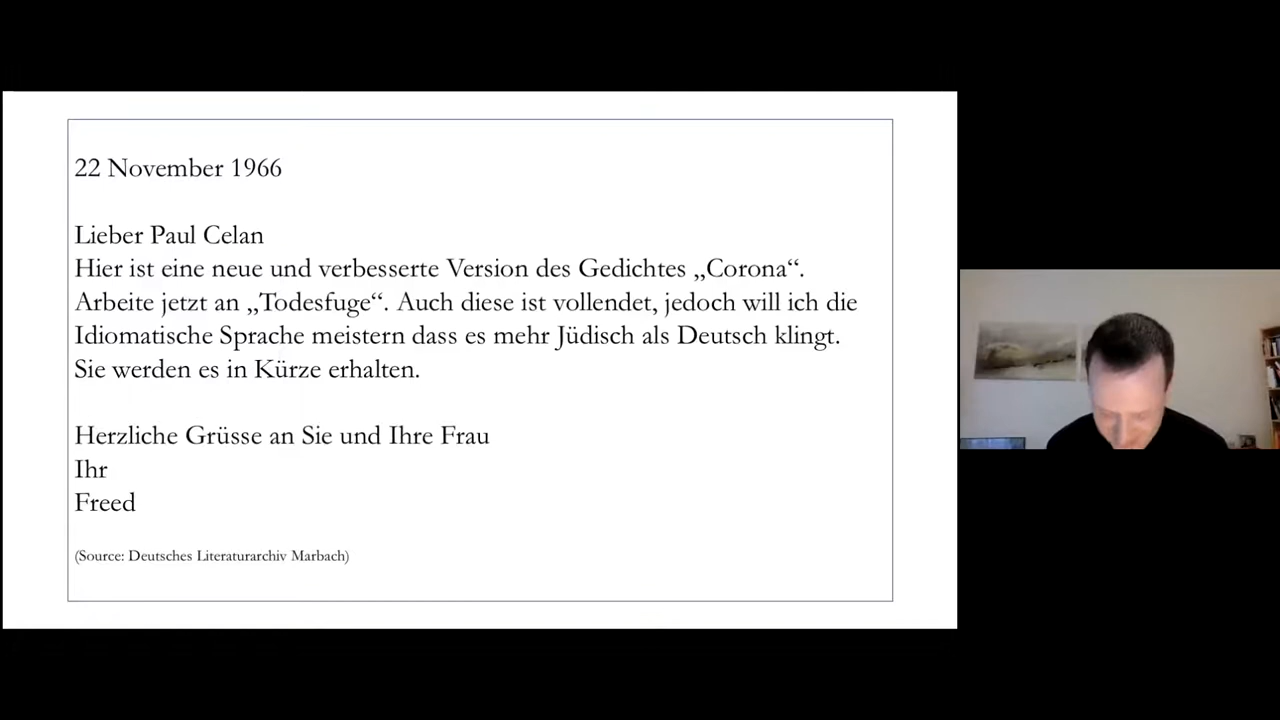 22 November 1966
Lieber Paul Celan
Hier ist eine neue und verbesserte Version des Gedichtes „Corona“.
Arbeite jetzt an „Todesfuge“. Auch diese ist vollendet, jedoch will ich die
Idiomatische Sprache meistern dass es mehr Jüdisch als Deutsch klingt.
Sie werden es in Kürze erhalten.
Herzliche Grüsse an Sie und Ihre Frau
Ihr
Freed
(Source: Deutsches Literaturarchiv Marbach)